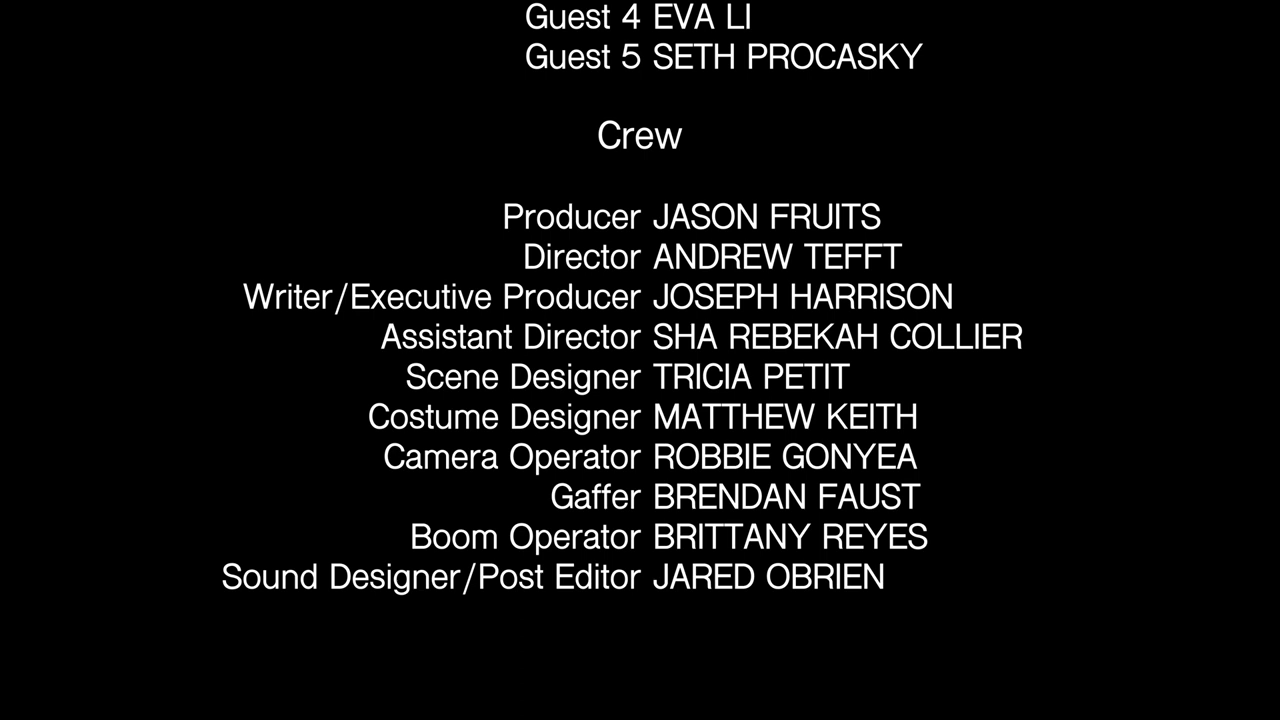 Guest 4 EVA LI
Guest 5 SETH PROCASKY
Crew
Producer JASON FRUITS
Director ANDREW TEFFT
Writer/Executive Producer JOSEPH HARRISON
Assistant Director SHA REBEKAH COLLIER
Scene Designer TRICIA PETIT
Costume Designer MATTHEW KEITH
Camera Operator ROBBIE GONYEA
Gaffer BRENDAN FAUST
Boom Operator BRITTANY REYES
Sound Designer/Post Editor JARED OBRIEN